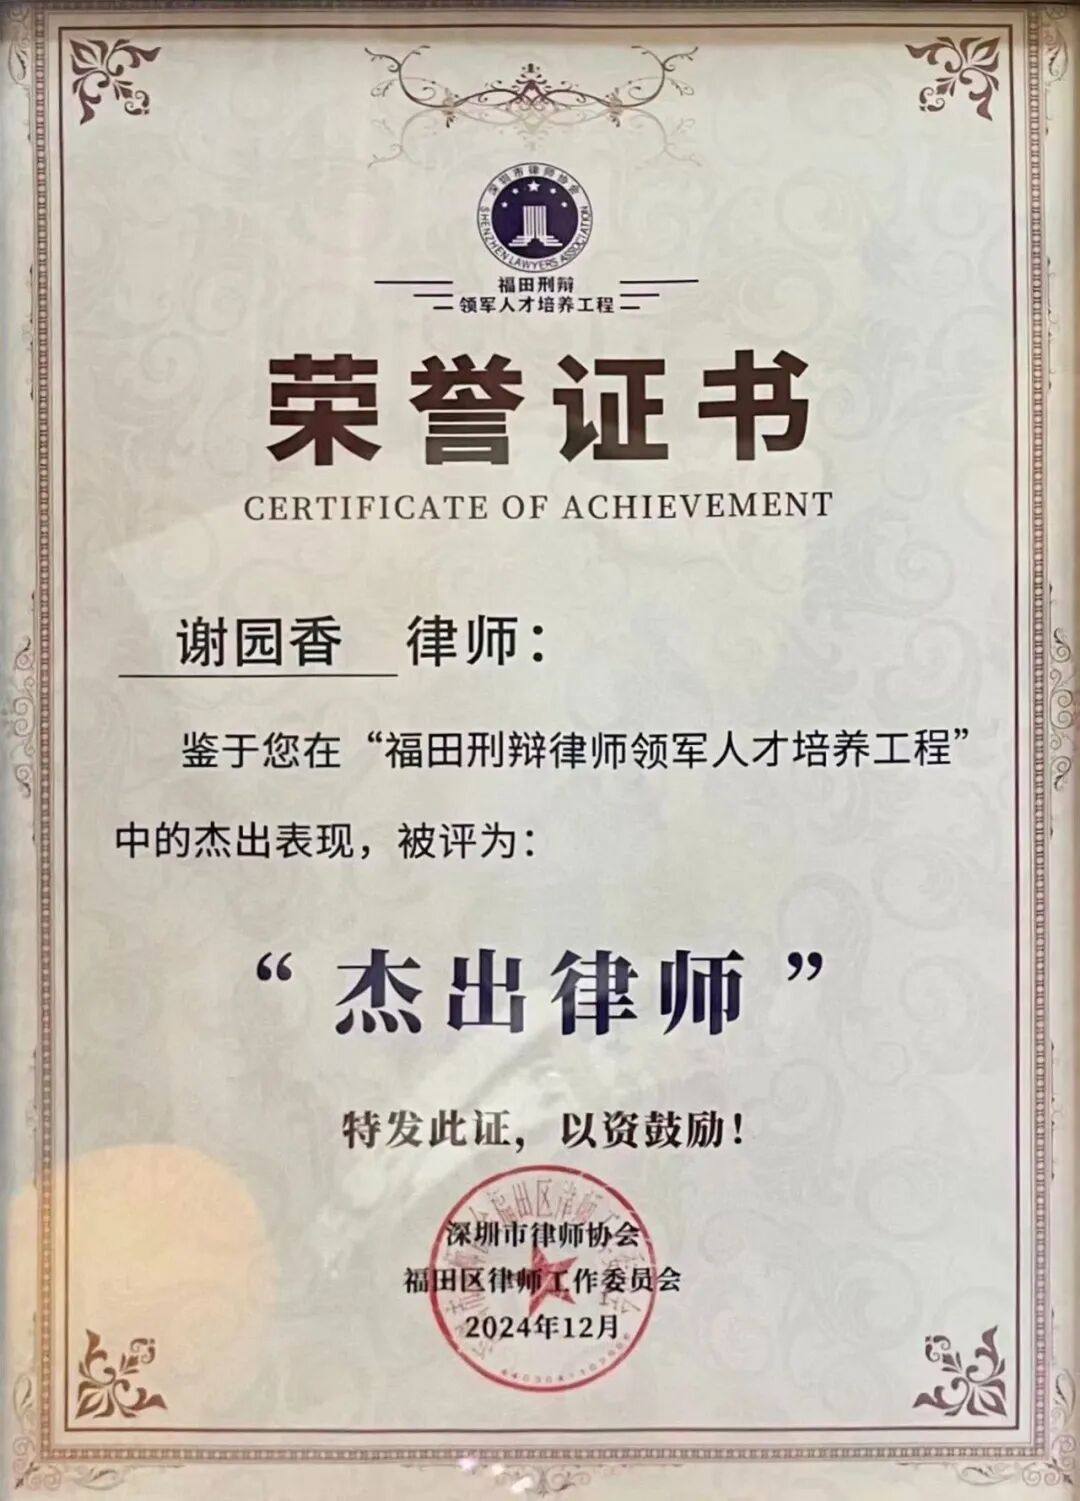 深圳市律师协会
SHENZHEN LAWYERS ASSOCIATION
福田刑辩
领军人才培养工程
荣誉证书
CERTIFICATE OF ACHIEVEMENT
谢园香 律师：
鉴于您在“福田刑辩律师领军人才培养工程”
中的杰出表现，被评为：
“杰出律师”
特发此证，以资鼓励！
深圳市律师协会
福田区律师工作委员会
2024年12月